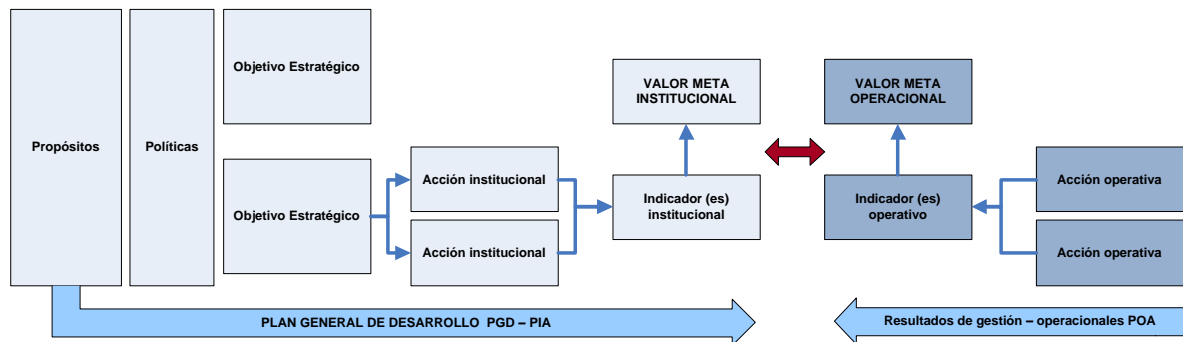 Propósitos
Políticas
Objetivo Estratégico
Objetivo Estratégico
Acción institucional
Acción institucional
VALOR META
INSTITUCIONAL
Indicador (es)
institucional
VALOR META
OPERACIONAL
Indicador (es)
operativo
Acción operativa
Acción operativa
PLAN GENERAL DE DESARROLLO PGD – PIA
Resultados de gestión – operacionales POA